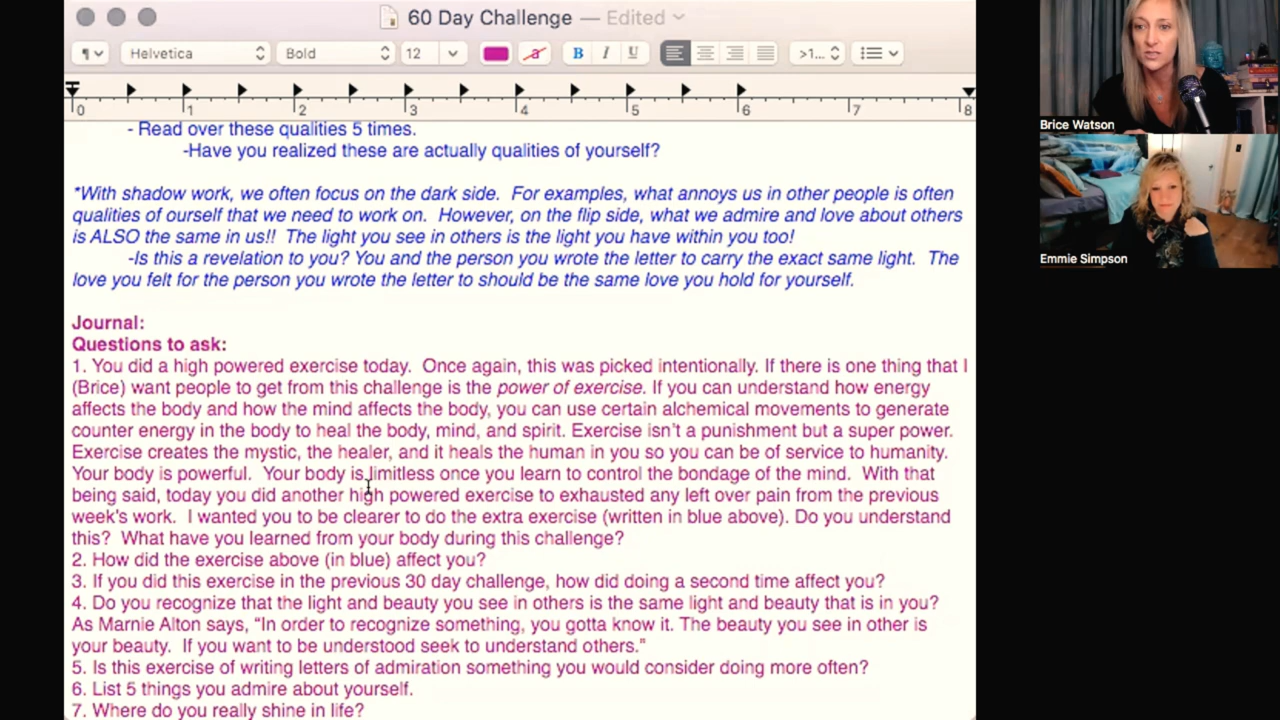 60 Day Challenge — Edited
¶ Helvetica Bold 12 a B I U >1...
0 1 2 3 4 5 6 7 8
- Read over these qualities 5 times.
-Have you realized these are actually qualities of yourself?
*With shadow work, we often focus on the dark side. For examples, what annoys us in other people is often
qualities of ourself that we need to work on. However, on the flip side, what we admire and love about others
is ALSO the same in us!! The light you see in others is the light you have within you too!
-Is this a revelation to you? You and the person you wrote the letter to carry the exact same light. The
love you felt for the person you wrote the letter to should be the same love you hold for yourself.
Journal:
Questions to ask:
1. You did a high powered exercise today. Once again, this was picked intentionally. If there is one thing that I
(Brice) want people to get from this challenge is the power of exercise. If you can understand how energy
affects the body and how the mind affects the body, you can use certain alchemical movements to generate
counter energy in the body to heal the body, mind, and spirit. Exercise isn't a punishment but a super power.
Exercise creates the mystic, the healer, and it heals the human in you so you can be of service to humanity.
Your body is powerful. Your body is limitless once you learn to control the bondage of the mind. With that
being said, today you did another high powered exercise to exhausted any left over pain from the previous
week's work. I wanted you to be clearer to do the extra exercise (written in blue above). Do you understand
this? What have you learned from your body during this challenge?
2. How did the exercise above (in blue) affect you?
3. If you did this exercise in the previous 30 day challenge, how did doing a second time affect you?
4. Do you recognize that the light and beauty you see in others is the same light and beauty that is in you?
As Marnie Alton says, “In order to recognize something, you gotta know it. The beauty you see in other is
your beauty. If you want to be understood seek to understand others.”
5. Is this exercise of writing letters of admiration something you would consider doing more often?
6. List 5 things you admire about yourself.
7. Where do you really shine in life?
Brice Watson
Emmie Simpson